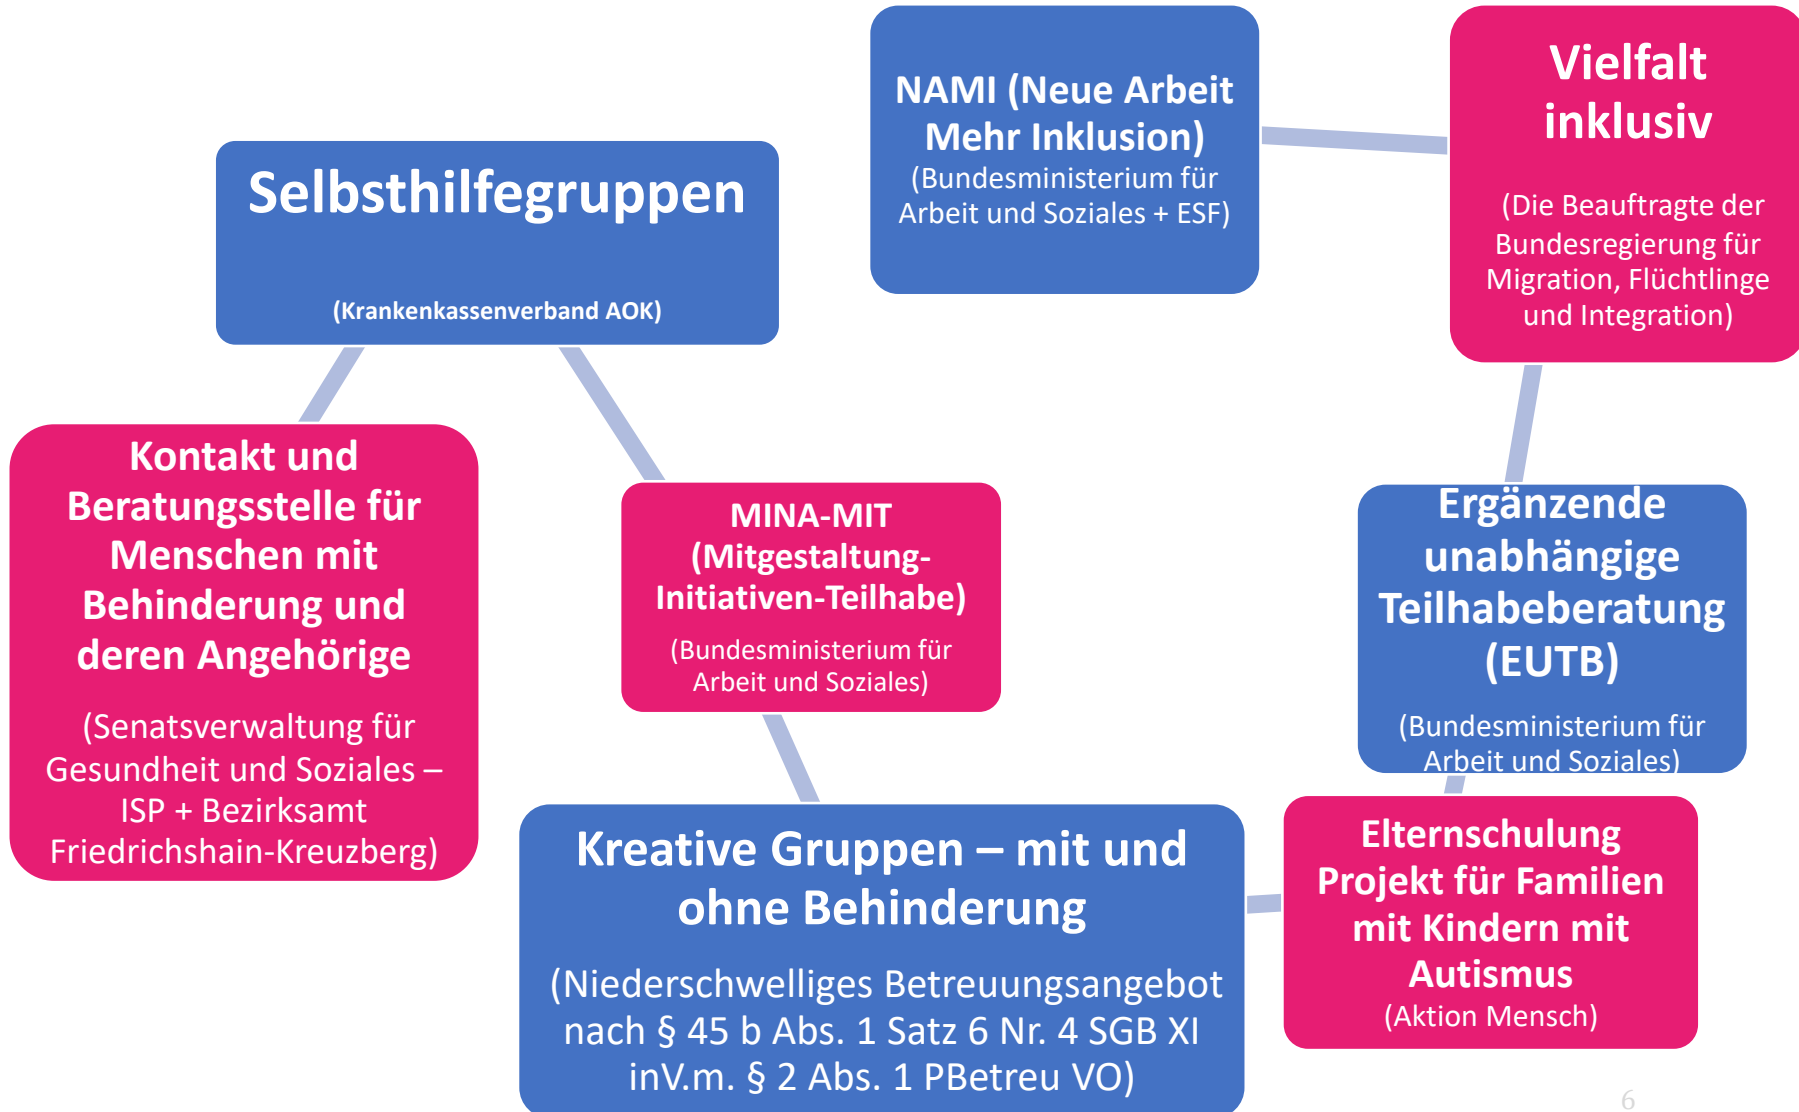 NAMI (Neue Arbeit
Mehr Inklusion)
(Bundesministerium für
Arbeit und Soziales + ESF)
Vielfalt
inklusiv
(Die Beauftragte der
Bundesregierung für
Migration, Flüchtlinge
und Integration)
Selbsthilfegruppen
(Krankenkassenverband AOK)
Kontakt und
Beratungsstelle für
Menschen mit
Behinderung und
deren Angehörige
(Senatsverwaltung für
Gesundheit und Soziales –
ISP + Bezirksamt
Friedrichshain-Kreuzberg)
MINA-MIT
(Mitgestaltung-
Initiativen-Teilhabe)
(Bundesministerium für
Arbeit und Soziales)
Ergänzende
unabhängige
Teilhabeberatung
(EUTB)
(Bundesministerium für
Arbeit und Soziales)
Kreative Gruppen – mit und
ohne Behinderung
(Niederschwelliges Betreuungsangebot
nach § 45 b Abs. 1 Satz 6 Nr. 4 SGB XI
inV.m. § 2 Abs. 1 PBetreu VO)
Elternschulung
Projekt für Familien
mit Kindern mit
Autismus
(Aktion Mensch)
6